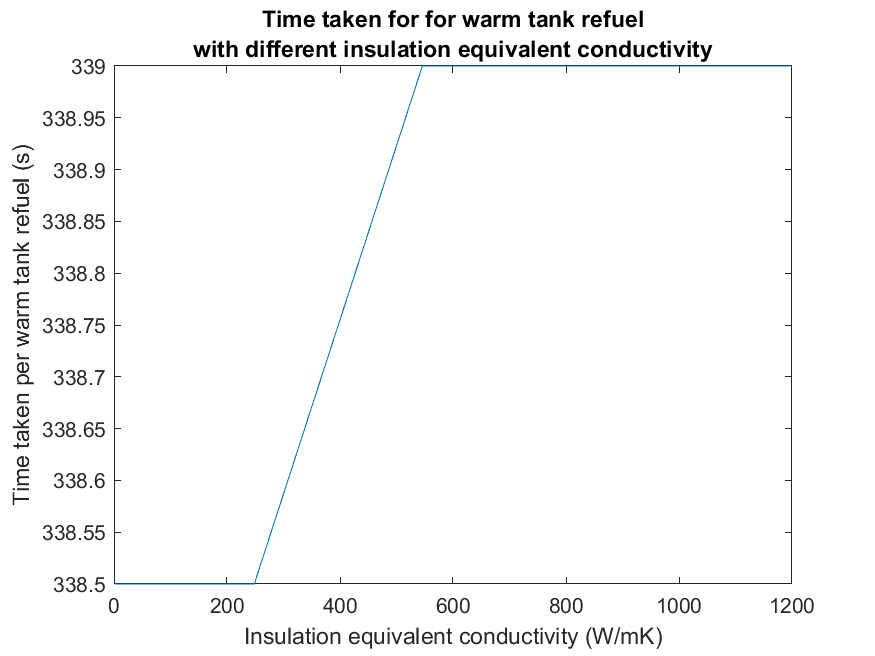 Time taken for for warm tank refuel
with different insulation equivalent conductivity
339
338.95
338.9
338.85
338.8
338.75
338.7
338.65
338.6
338.55
338.5
Time taken per warm tank refuel (s)
0 200 400 600 800 1000 1200
Insulation equivalent conductivity (W/mK)